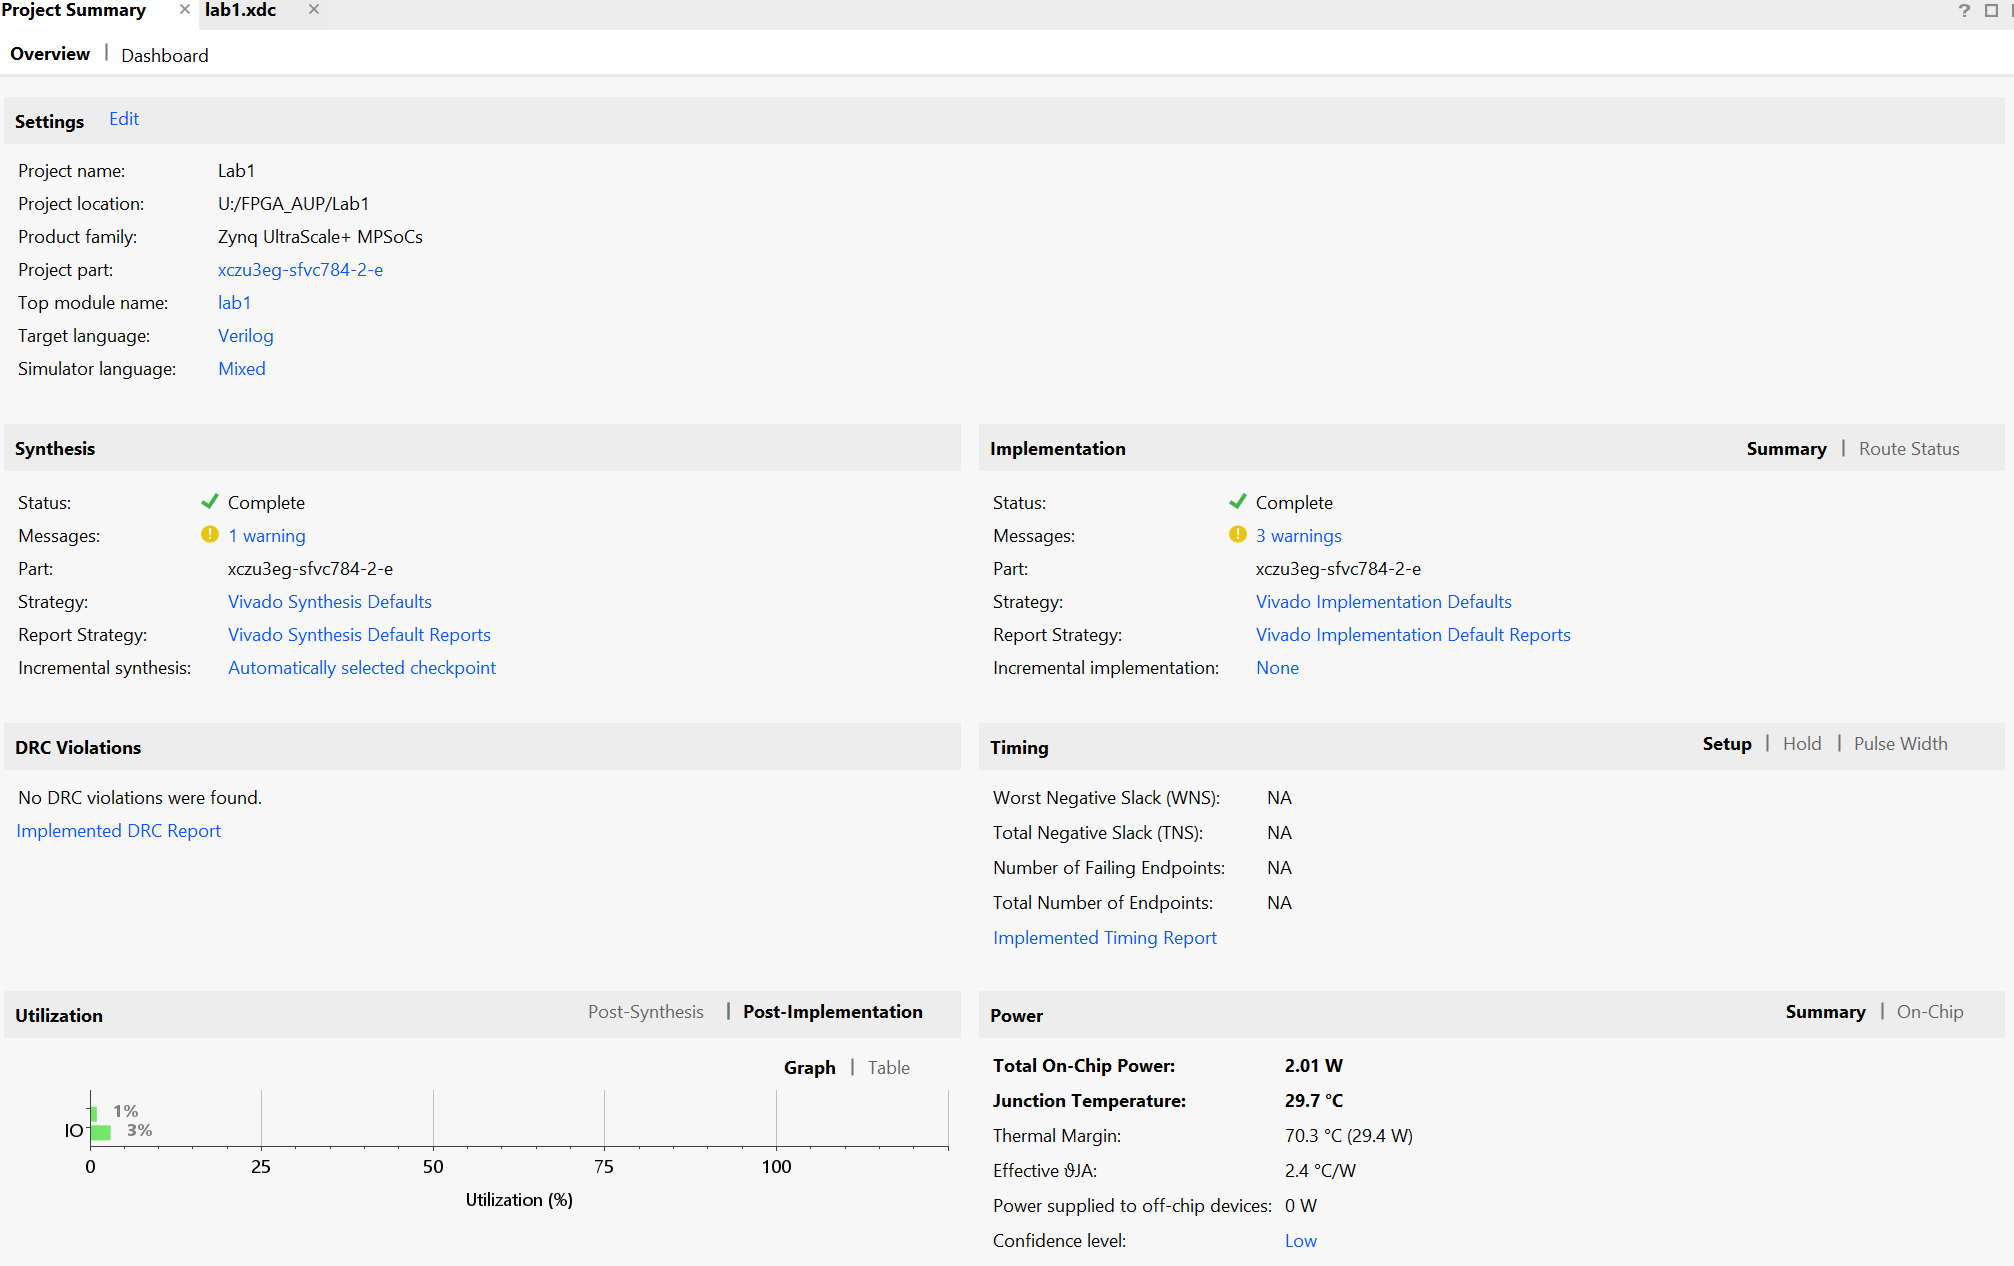 Project Summary × lab1.xdc × ?
Overview | Dashboard
Settings Edit
Project name: Lab1
Project location: U:/FPGA_AUP/Lab1
Product family: Zynq UltraScale+ MPSoCs
Project part: xczu3eg-sfvc784-2-e
Top module name: lab1
Target language: Verilog
Simulator language: Mixed
Synthesis
Status: Complete
Messages: 1 warning
Part: xczu3eg-sfvc784-2-e
Strategy: Vivado Synthesis Defaults
Report Strategy: Vivado Synthesis Default Reports
Incremental synthesis: Automatically selected checkpoint
Implementation Summary | Route Status
Status: Complete
Messages: 3 warnings
Part: xczu3eg-sfvc784-2-e
Strategy: Vivado Implementation Defaults
Report Strategy: Vivado Implementation Default Reports
Incremental implementation: None
DRC Violations
No DRC violations were found.
Implemented DRC Report
Timing Setup | Hold | Pulse Width
Worst Negative Slack (WNS): NA
Total Negative Slack (TNS): NA
Number of Failing Endpoints: NA
Total Number of Endpoints: NA
Implemented Timing Report
Utilization Post-Synthesis | Post-Implementation
Graph | Table
1%
IO 3%
0 25 50 75 100
Utilization (%)
Power Summary | On-Chip
Total On-Chip Power: 2.01 W
Junction Temperature: 29.7 °C
Thermal Margin: 70.3 °C (29.4 W)
Effective ϑJA: 2.4 °C/W
Power supplied to off-chip devices: 0 W
Confidence level: Low